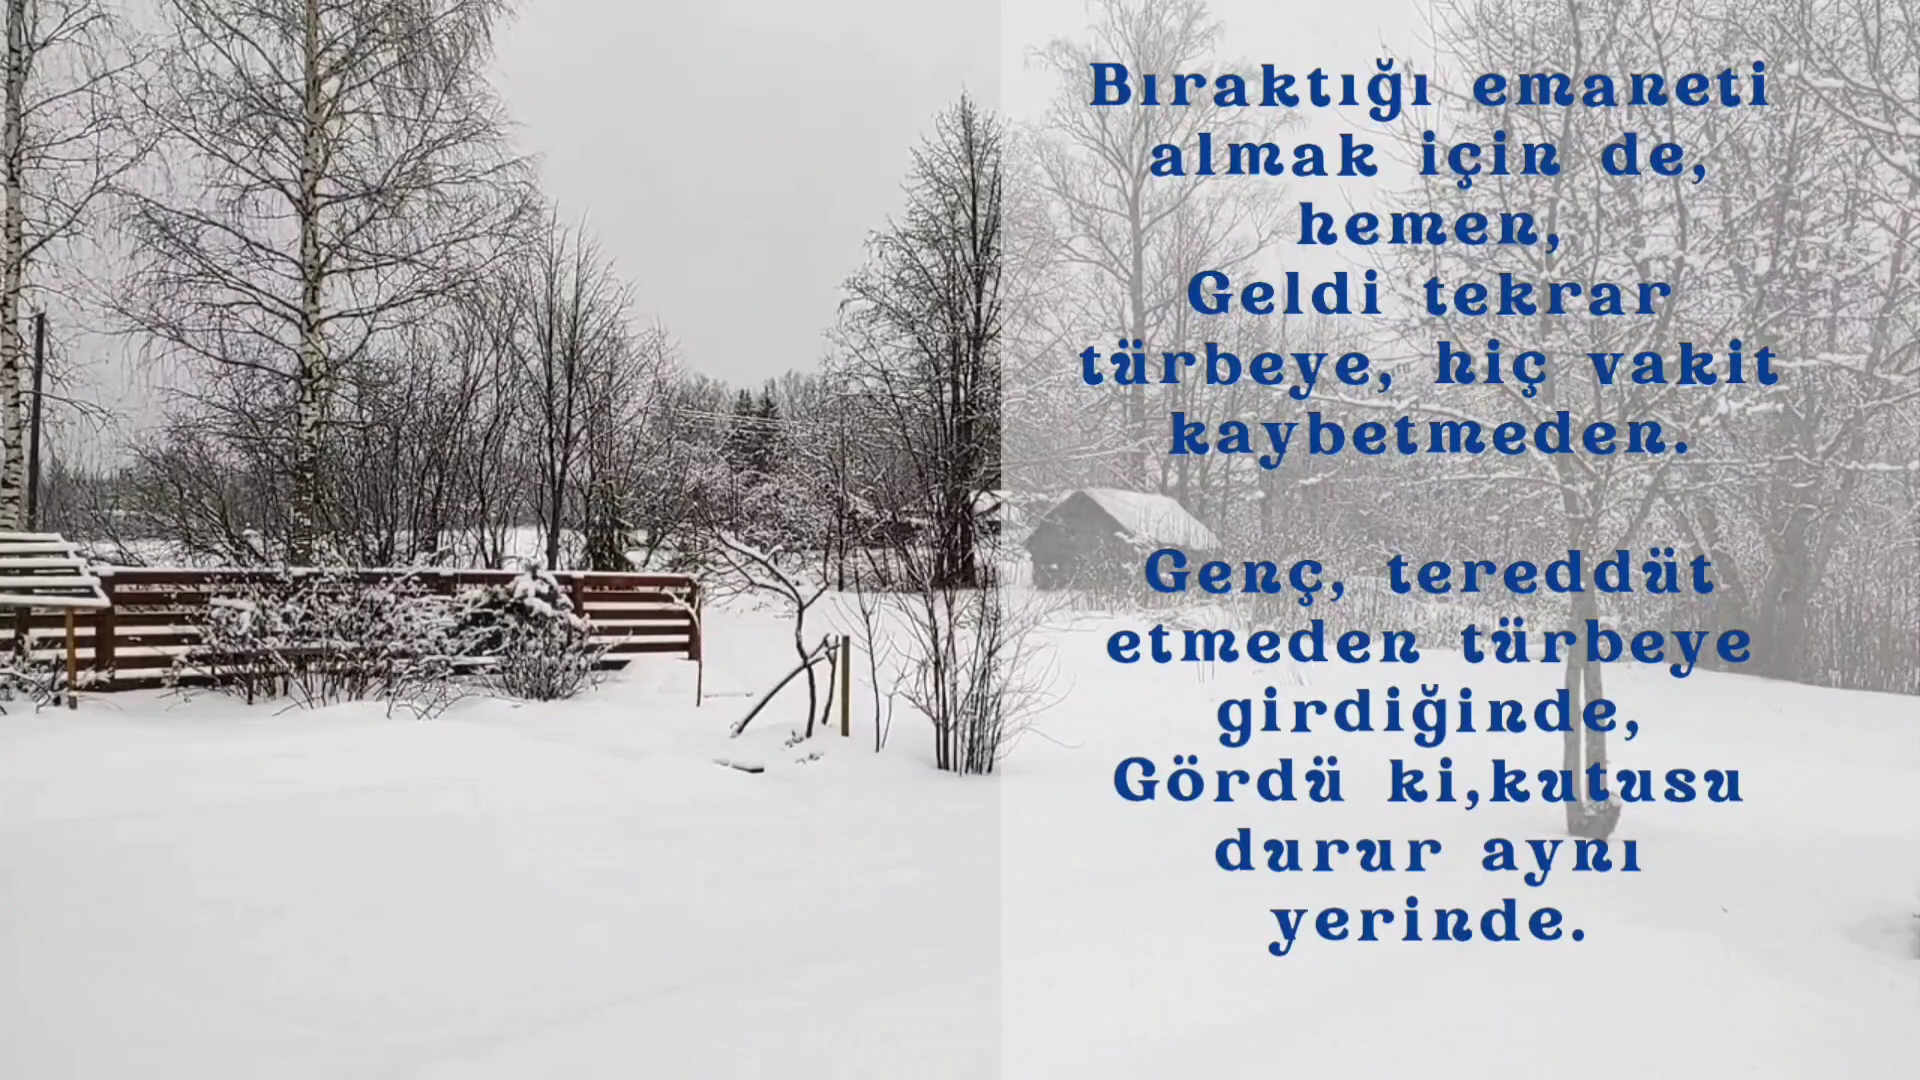 Bıraktığı emaneti
almak için de,
hemen,
Geldi tekrar
türbeye, hiç vakit
kaybetmeden.
Genç, tereddüt
etmeden türbeye
girdiğinde,
Gördü ki,kutusu
durur aynı
yerinde.